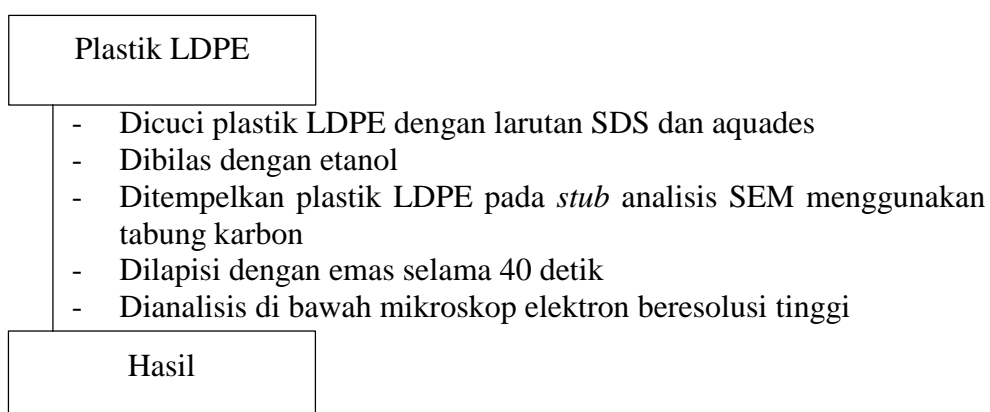 Plastik LDPE
- Dicuci plastik LDPE dengan larutan SDS dan aquades
- Dibilas dengan etanol
- Ditempelkan plastik LDPE pada stub analisis SEM menggunakan
tabung karbon
- Dilapisi dengan emas selama 40 detik
- Dianalisis di bawah mikroskop elektron beresolusi tinggi
Hasil